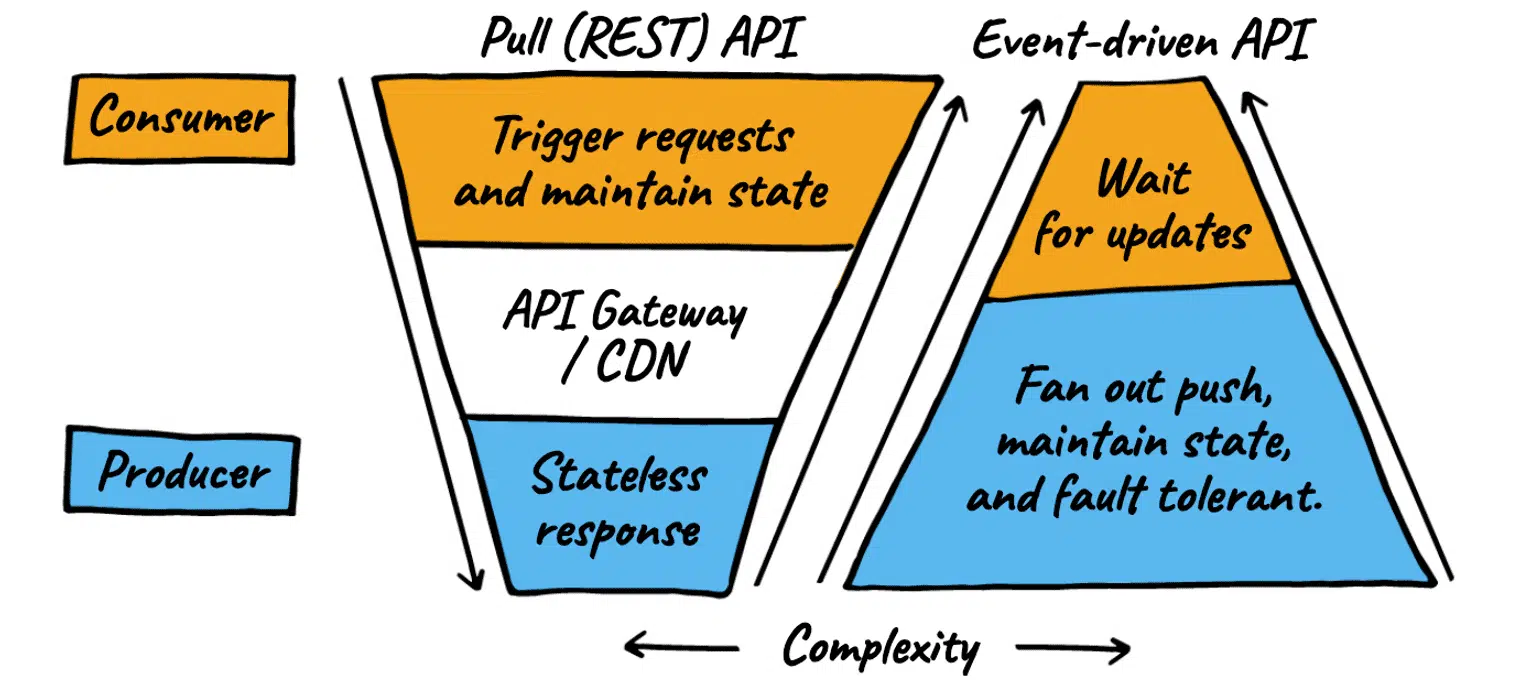 Pull (REST) API
Event-driven API
Consumer
Trigger requests
and maintain state
Wait
for updates
API Gateway
/ CDN
Fan out push,
maintain state,
and fault tolerant.
Producer
Stateless
response
Complexity